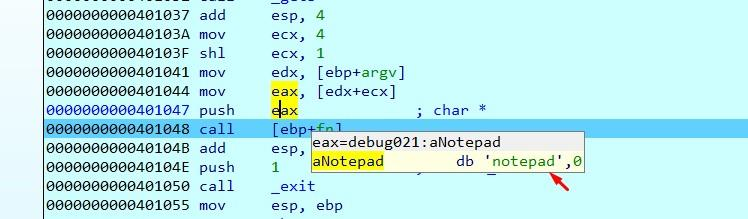 0000000000401037 add     esp, 4
000000000040103A mov     ecx, 4
000000000040103F shl     ecx, 1
0000000000401041 mov     edx, [ebp+argv]
0000000000401044 mov     eax, [edx+ecx]
0000000000401047 push    eax             ; char *
0000000000401048 call    [ebp+fn]
eax=debug021:aNotepad
000000000040104B add     esp,
aNotepad        db 'notepad',0
000000000040104E push    1
0000000000401050 call    _exit
0000000000401055 mov     esp, ebp